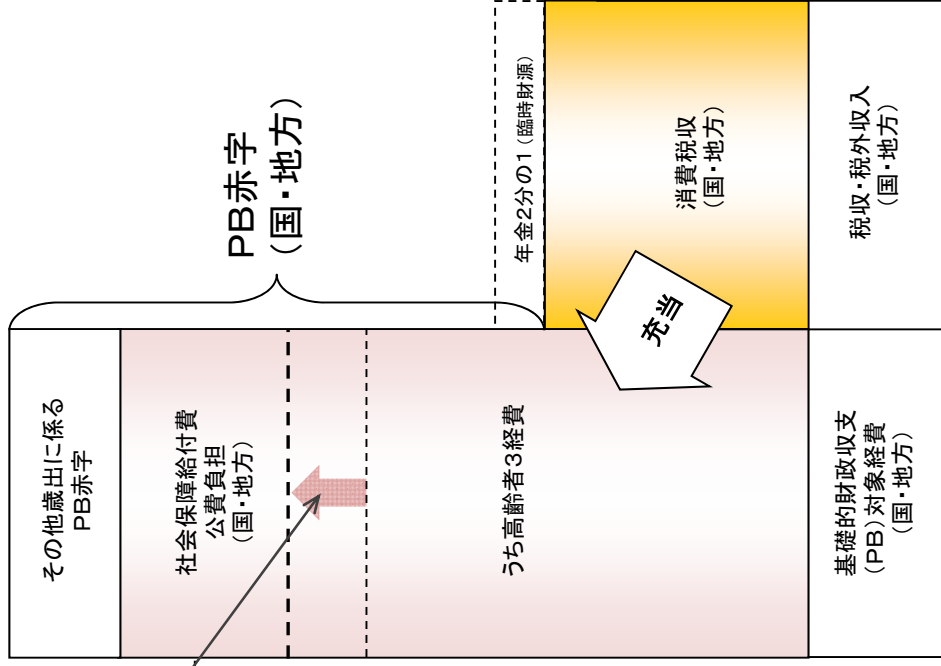 PB赤字
(国・地方)
その他歳出に係る
PB赤字
社会保障給付費
公費負担
(国・地方)
うち高齢者3経費
基礎的財政収支
(PB)対象経費
(国・地方)
年金2分の1(臨時財源)
消費税収
(国・地方)
充当
税収・税外収入
(国・地方)